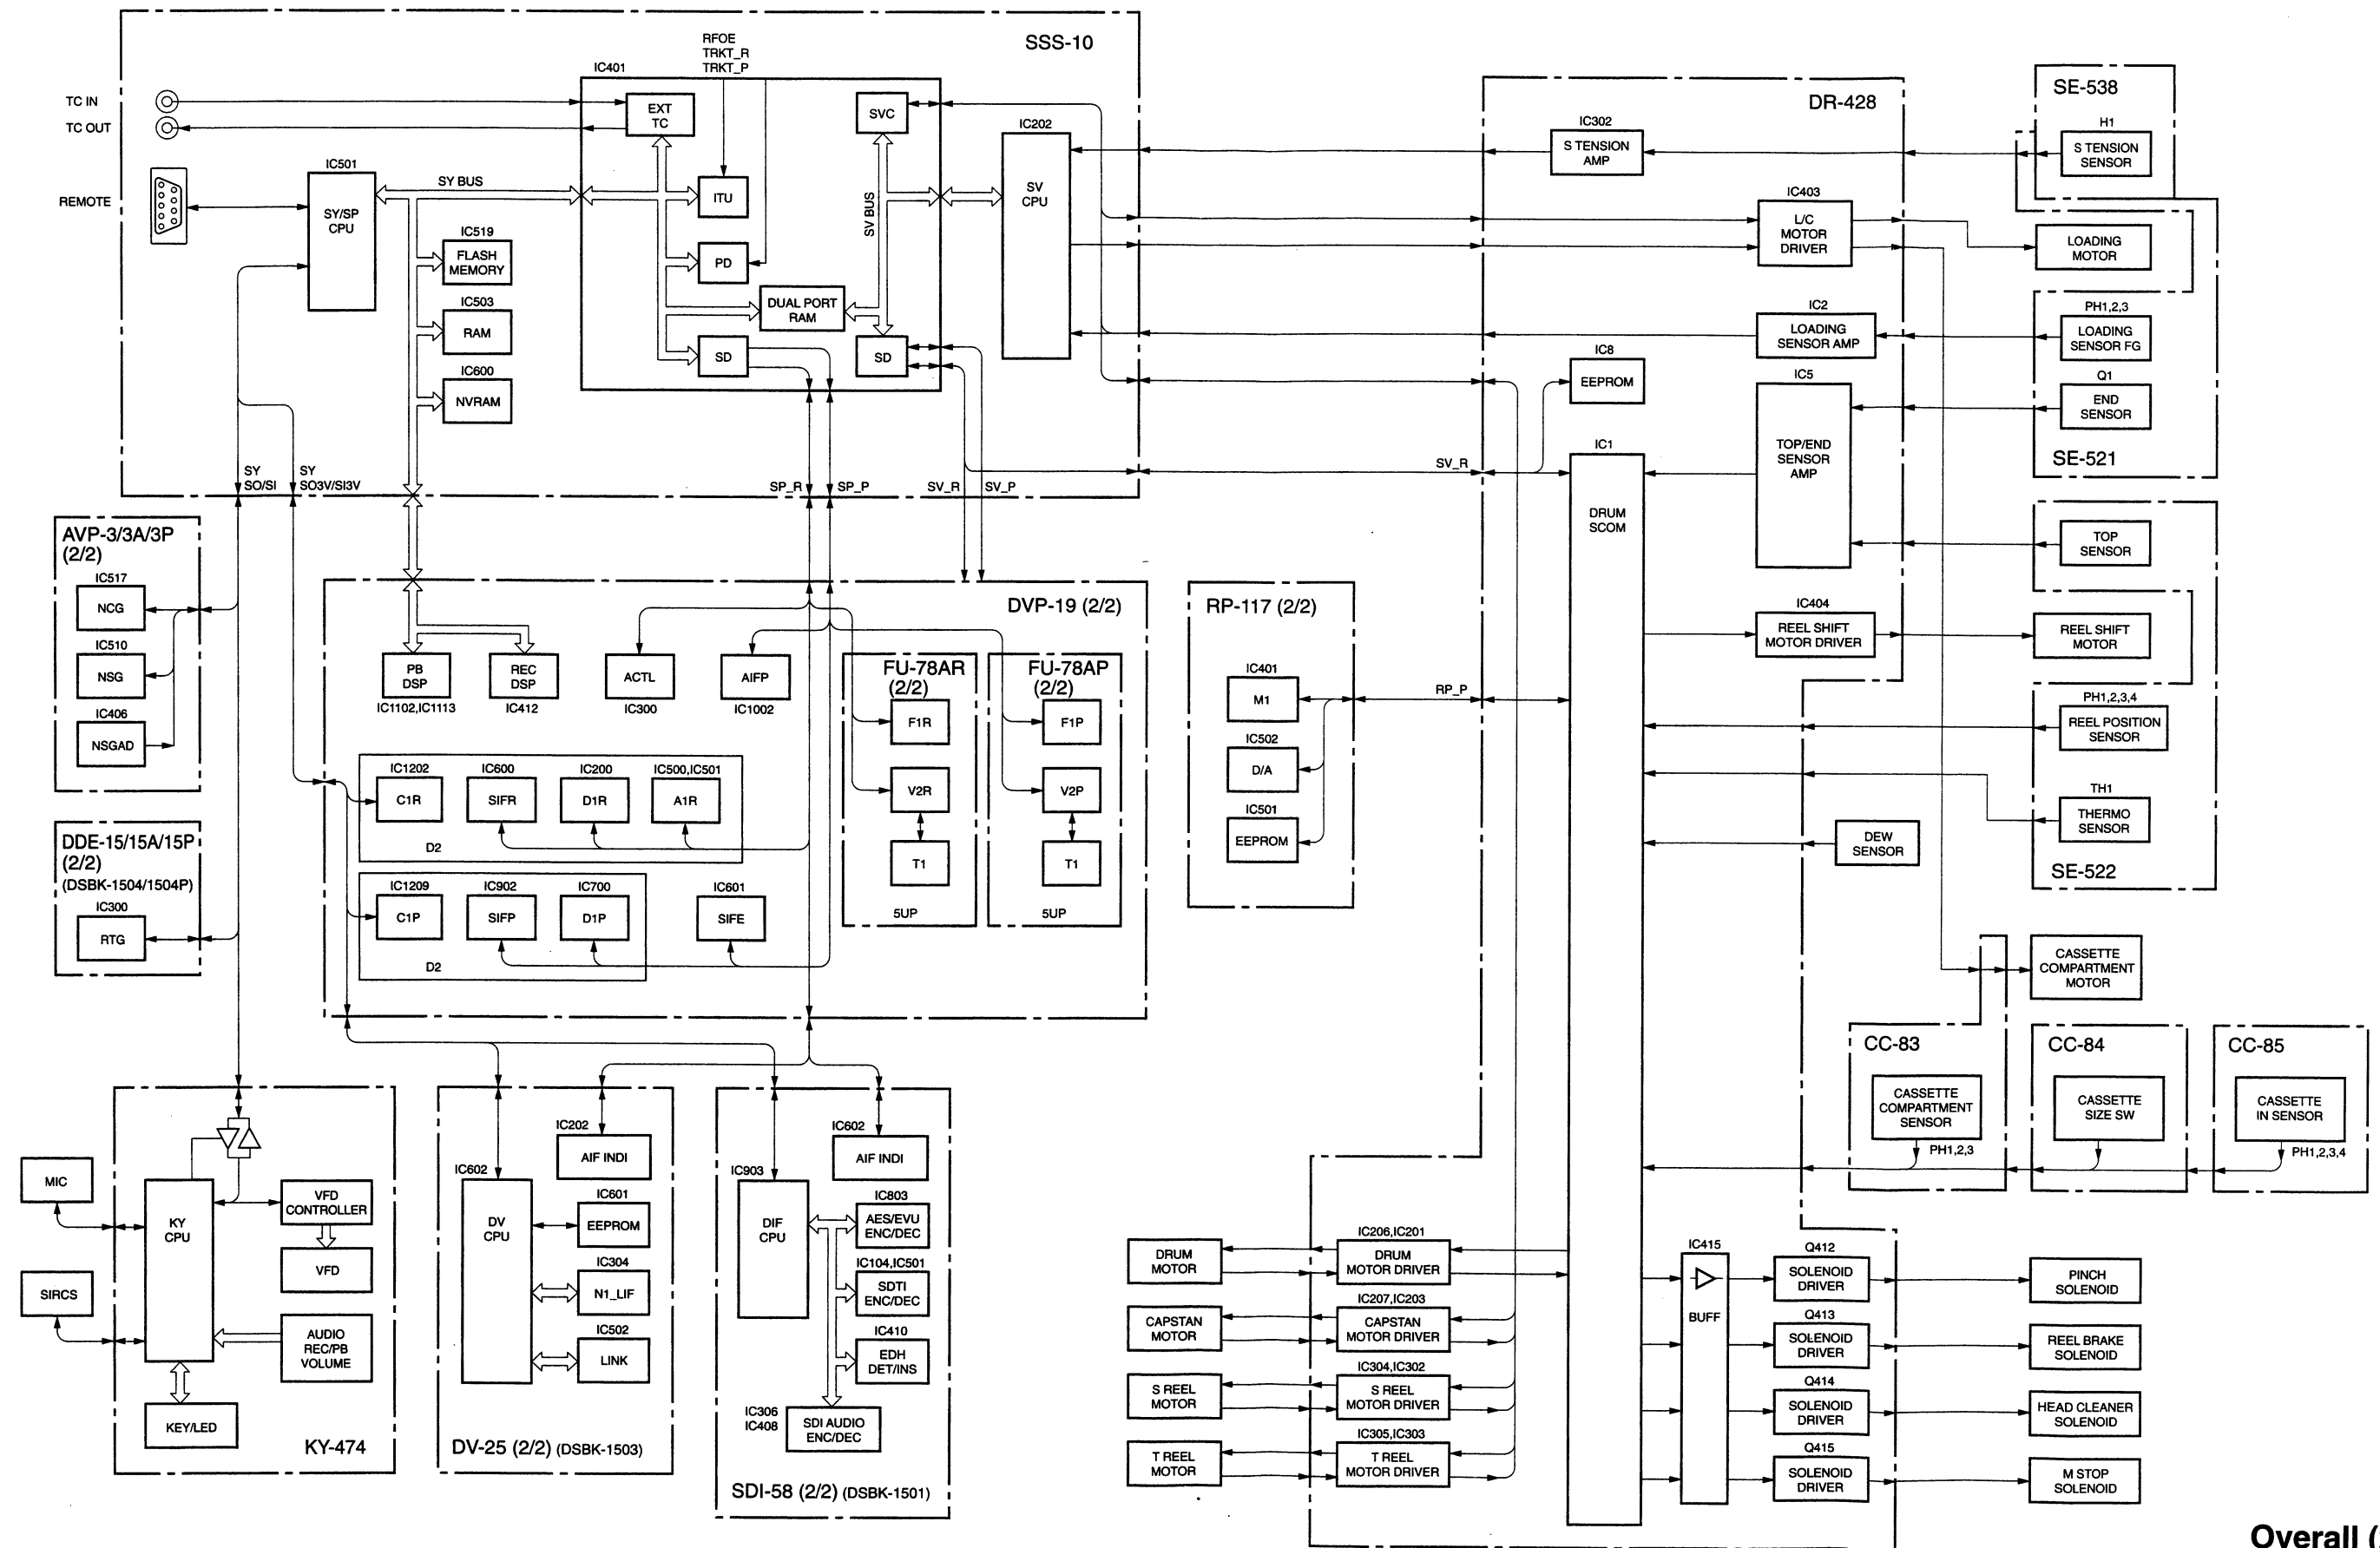 SSS-10
TC IN
TC OUT
REMOTE
IC501
SY/SP
CPU
SY BUS
IC519
FLASH
MEMORY
IC503
RAM
IC600
NVRAM
IC401
RFOE
TRKT_R
TRKT_P
EXT
TC
ITU
PD
DUAL PORT
RAM
SD
SVC
SV BUS
SD
IC202
SV
CPU
SY
SO/SI
SY
SO3V/SI3V
SP_R
SP_P
SV_R
SV_P
SV_R
AVP-3/3A/3P
(2/2)
IC517
NCG
IC510
NSG
IC406
NSGAD
DDE-15/15A/15P
(2/2)
(DSBK-1504/1504P)
IC300
RTG
DVP-19 (2/2)
PB
DSP
IC1102,IC1113
REC
DSP
IC412
ACTL
IC300
AIFP
IC1002
IC1202
C1R
IC600
SIFR
IC200
D1R
IC500,IC501
A1R
D2
IC1209
C1P
IC902
SIFP
IC700
D1P
D2
IC601
SIFE
FU-78AR
(2/2)
F1R
V2R
T1
5UP
FU-78AP
(2/2)
F1P
V2P
T1
5UP
RP-117 (2/2)
IC401
M1
IC502
D/A
IC501
EEPROM
RP_P
DR-428
IC302
S TENSION
AMP
IC403
L/C
MOTOR
DRIVER
IC2
LOADING
SENSOR AMP
IC8
EEPROM
IC5
TOP/END
SENSOR
AMP
IC1
DRUM
SCOM
IC404
REEL SHIFT
MOTOR DRIVER
SE-538
H1
S TENSION
SENSOR
LOADING
MOTOR
PH1,2,3
LOADING
SENSOR FG
Q1
END
SENSOR
SE-521
TOP
SENSOR
REEL SHIFT
MOTOR
PH1,2,3,4
REEL POSITION
SENSOR
TH1
THERMO
SENSOR
SE-522
DEW
SENSOR
CASSETTE
COMPARTMENT
MOTOR
CC-83
CASSETTE
COMPARTMENT
SENSOR
PH1,2,3
CC-84
CASSETTE
SIZE SW
CC-85
CASSETTE
IN SENSOR
PH1,2,3,4
MIC
SIRCS
KY
CPU
VFD
CONTROLLER
VFD
AUDIO
REC/PB
VOLUME
KEY/LED
KY-474
IC202
AIF INDI
IC602
DV
CPU
IC601
EEPROM
IC304
N1_LIF
IC502
LINK
DV-25 (2/2) (DSBK-1503)
IC602
AIF INDI
IC903
DIF
CPU
IC803
AES/EVU
ENC/DEC
IC104,IC501
SDTI
ENC/DEC
IC410
EDH
DET/INS
IC306
IC408
SDI AUDIO
ENC/DEC
SDI-58 (2/2) (DSBK-1501)
DRUM
MOTOR
IC206,IC201
DRUM
MOTOR DRIVER
CAPSTAN
MOTOR
IC207,IC203
CAPSTAN
MOTOR DRIVER
S REEL
MOTOR
IC304,IC302
S REEL
MOTOR DRIVER
T REEL
MOTOR
IC305,IC303
T REEL
MOTOR DRIVER
IC415
BUFF
Q412
SOLENOID
DRIVER
PINCH
SOLENOID
Q413
SOLENOID
DRIVER
REEL BRAKE
SOLENOID
Q414
SOLENOID
DRIVER
HEAD CLEANER
SOLENOID
Q415
SOLENOID
DRIVER
M STOP
SOLENOID
Overall (